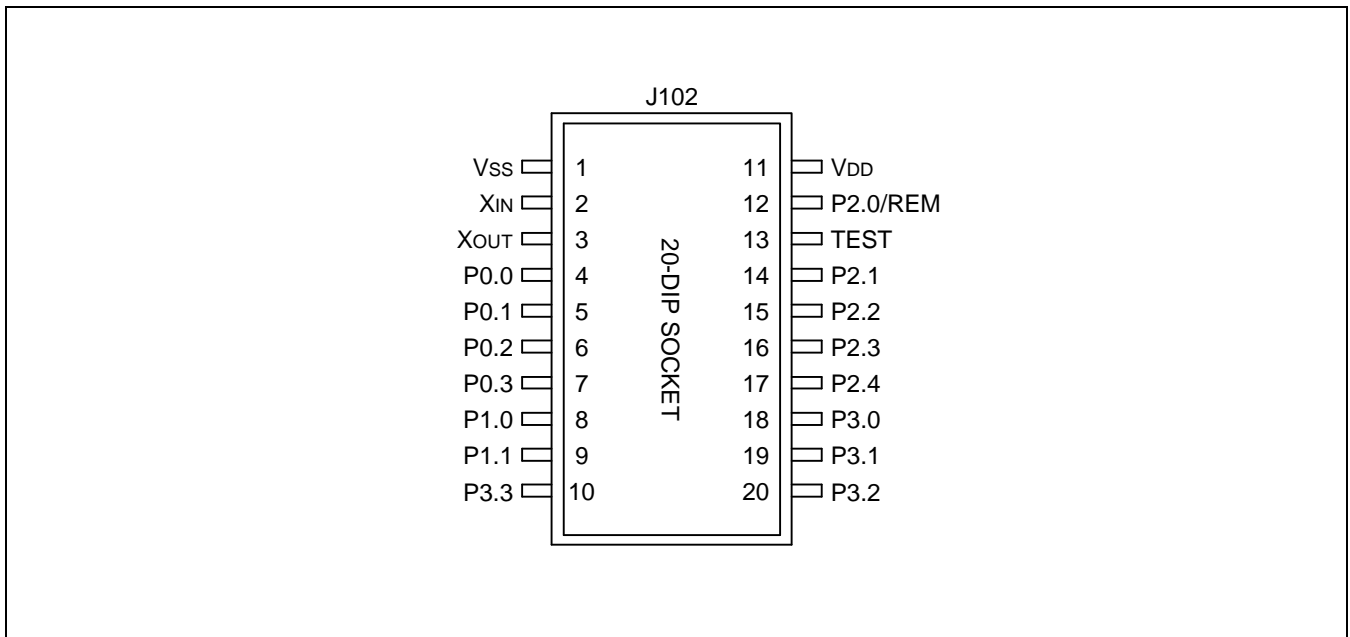 J102
Vss 1 11 VDD
XIN 2 12 P2.0/REM
XOUT 3 13 TEST
P0.0 4 14 P2.1
P0.1 5 15 P2.2
P0.2 6 16 P2.3
P0.3 7 17 P2.4
P1.0 8 18 P3.0
P1.1 9 19 P3.1
P3.3 10 20 P3.2
20-DIP SOCKET